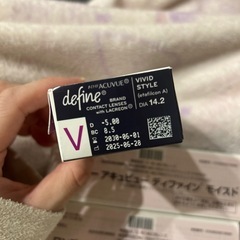 1·DAY ACUVUE®
define®
BRAND
CONTACT LENSES
with LACREON®
VIVID
STYLE
(etafilcon A)
DIA 14.2
V
D -5.00
BC 8.5
2030-06-01
2025-06-28
アキュビュー ディファイン モイスト